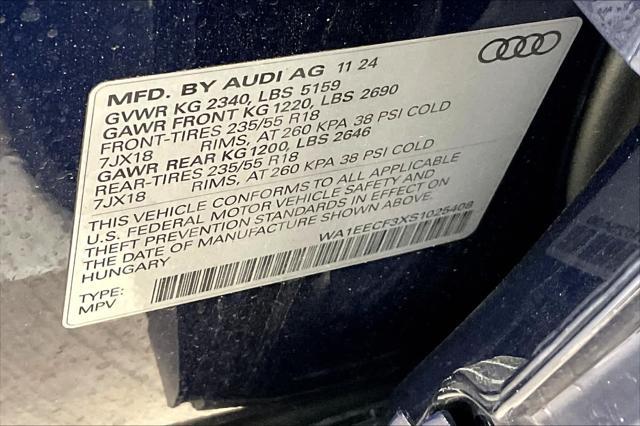 MFD. BY AUDI AG 11 24
GVWR KG 2340, LBS 5159
GAWR FRONT KG 1220, LBS 2690
FRONT-TIRES 235/55 R18
7JX18 RIMS, AT 260 KPA 38 PSI COLD
GAWR REAR KG1200, LBS 2646
REAR-TIRES 235/55 R18
7JX18 RIMS, AT 260 KPA 38 PSI COLD
THIS VEHICLE CONFORMS TO ALL APPLICABLE
U.S. FEDERAL MOTOR VEHICLE SAFETY AND
THEFT PREVENTION STANDARDS IN EFFECT ON
THE DATE OF MANUFACTURE SHOWN ABOVE.
HUNGARY
WA1EECF3XS1025408
TYPE:
MPV